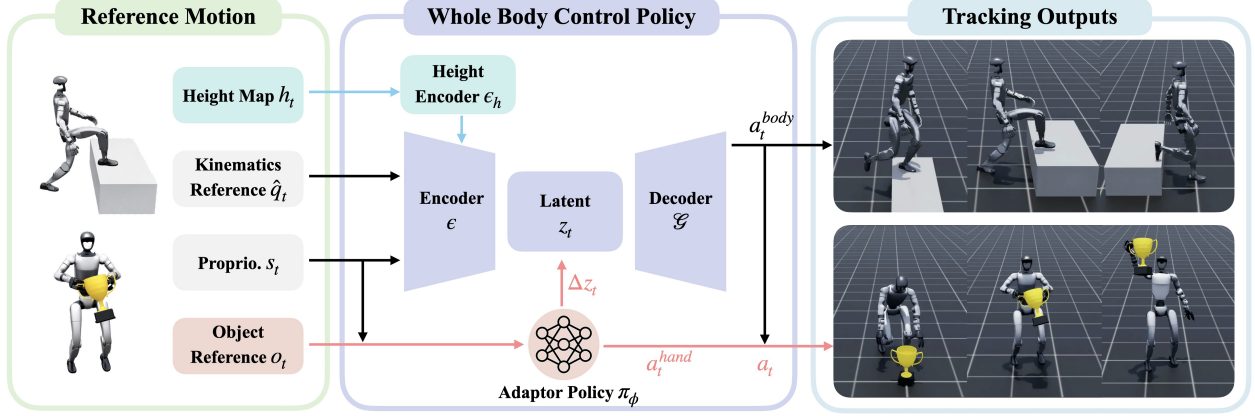 Reference Motion
Whole Body Control Policy
Tracking Outputs
Height Map h_t
Height
Encoder ϵ_h
Kinematics
Reference q̂_t
Encoder
ϵ
Latent
z_t
Decoder
𝒢
a_t^{body}
Proprio. s_t
Δz_t
Object
Reference o_t
a_t^{hand}
a_t
Adaptor Policy π_ϕ